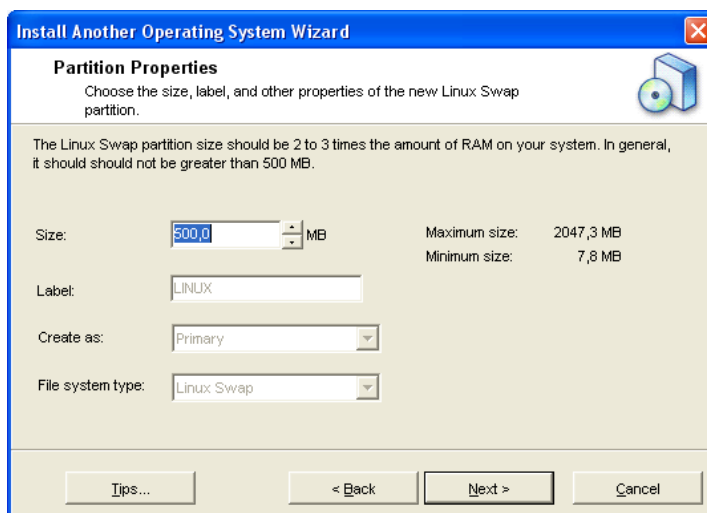 Install Another Operating System Wizard
Partition Properties
Choose the size, label, and other properties of the new Linux Swap
partition.
The Linux Swap partition size should be 2 to 3 times the amount of RAM on your system. In general,
it should should not be greater than 500 MB.
Size: 500,0 MB Maximum size: 2047,3 MB
Minimum size: 7,8 MB
Label: LINUX
Create as: Primary
File system type: Linux Swap
Tips... < Back Next > Cancel